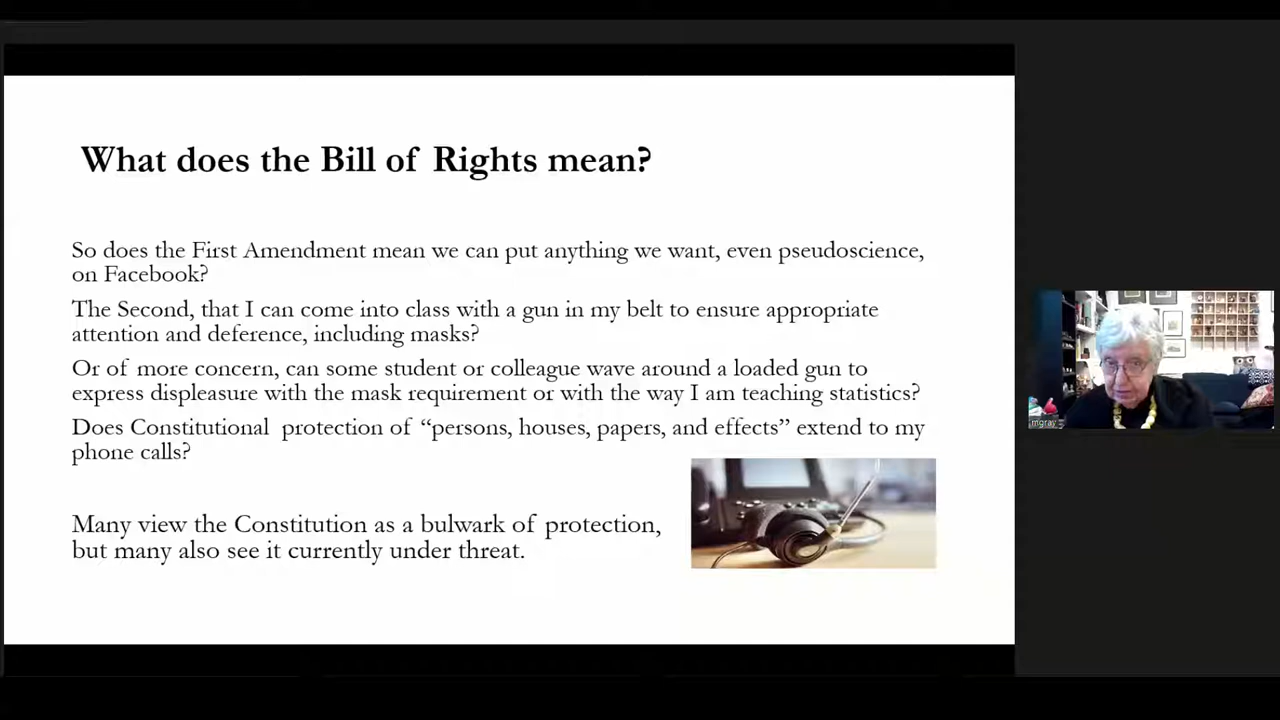 What does the Bill of Rights mean?
So does the First Amendment mean we can put anything we want, even pseudoscience,
on Facebook?
The Second, that I can come into class with a gun in my belt to ensure appropriate
attention and deference, including masks?
Or of more concern, can some student or colleague wave around a loaded gun to
express displeasure with the mask requirement or with the way I am teaching statistics?
Does Constitutional protection of “persons, houses, papers, and effects” extend to my
phone calls?
Many view the Constitution as a bulwark of protection,
but many also see it currently under threat.
mgray